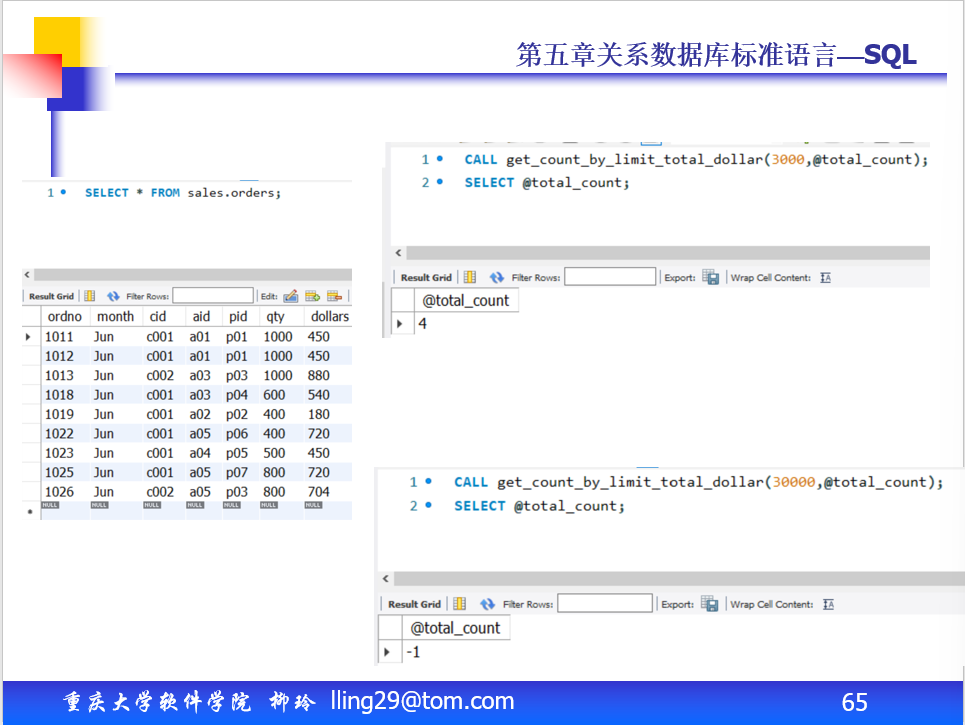 第五章关系数据库标准语言—SQL
1 SELECT * FROM sales.orders;
Result Grid Filter Rows: Edit:
ordno month cid aid pid qty dollars
1011 Jun c001 a01 p01 1000 450
1012 Jun c001 a01 p01 1000 450
1013 Jun c002 a03 p03 1000 880
1018 Jun c001 a03 p04 600 540
1019 Jun c001 a02 p02 400 180
1022 Jun c001 a05 p06 400 720
1023 Jun c001 a04 p05 500 450
1025 Jun c001 a05 p07 800 720
1026 Jun c002 a05 p03 800 704
NULL NULL NULL NULL NULL NULL NULL
1 CALL get_count_by_limit_total_dollar(3000,@total_count);
2 SELECT @total_count;
Result Grid Filter Rows: Export: Wrap Cell Content: IA
@total_count
4
1 CALL get_count_by_limit_total_dollar(30000,@total_count);
2 SELECT @total_count;
Result Grid Filter Rows: Export: Wrap Cell Content: IA
@total_count
-1
重庆大学软件学院 柳玲 lling29@tom.com 65